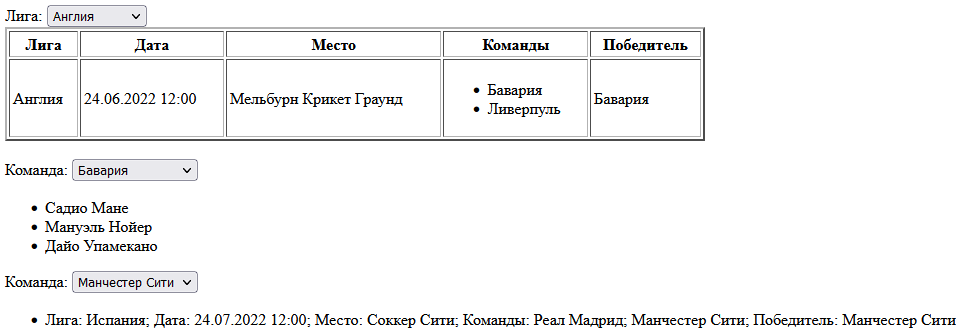 Лига: Англия
Лига Дата Место Команды Победитель
Англия 24.06.2022 12:00 Мельбурн Крикет Граунд • Бавария Бавария
• Ливерпуль
Команда: Бавария
• Садио Мане
• Мануэль Нойер
• Дайо Упамекано
Команда: Манчестер Сити
• Лига: Испания; Дата: 24.07.2022 12:00; Место: Соккер Сити; Команды: Реал Мадрид; Манчестер Сити; Победитель: Манчестер Сити